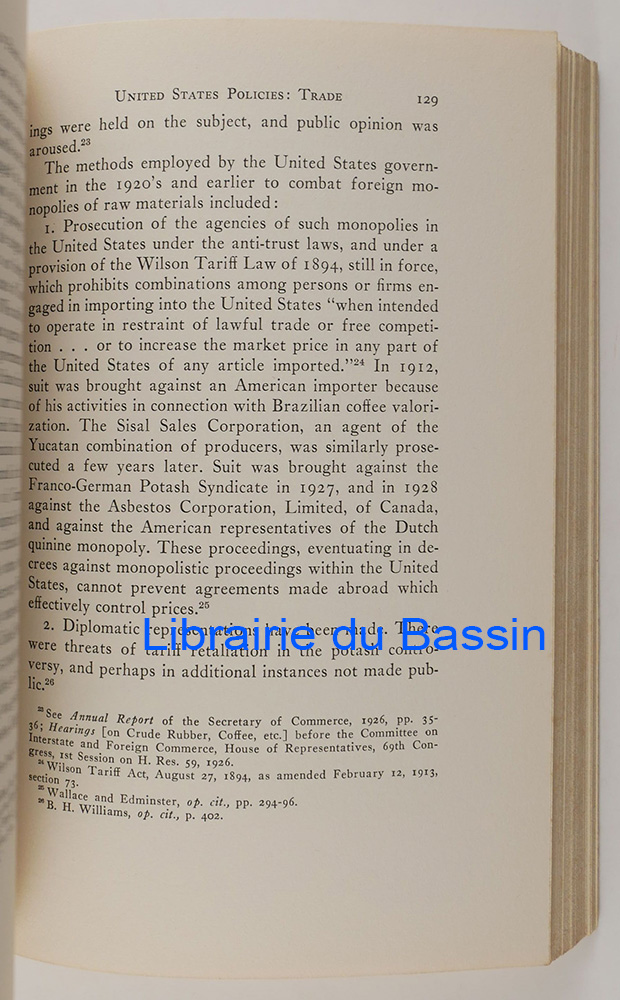 UNITED STATES POLICIES: TRADE 129
ings were held on the subject, and public opinion was
aroused.23
The methods employed by the United States govern-
ment in the 1920's and earlier to combat foreign mo-
nopolies of raw materials included:
1. Prosecution of the agencies of such monopolies in
the United States under the anti-trust laws, and under a
provision of the Wilson Tariff Law of 1894, still in force,
which prohibits combinations among persons or firms en-
gaged in importing into the United States "when intended
to operate in restraint of lawful trade or free competi-
tion . . . or to increase the market price in any part of
the United States of any article imported."24 In 1912,
suit was brought against an American importer because
of his activities in connection with Brazilian coffee valori-
zation. The Sisal Sales Corporation, an agent of the
Yucatan combination of producers, was similarly prose-
cuted a few years later. Suit was brought against the
Franco-German Potash Syndicate in 1927, and in 1928
against the Asbestos Corporation, Limited, of Canada,
and against the American representatives of the Dutch
quinine monopoly. These proceedings, eventuating in de-
crees against monopolistic proceedings within the United
States, cannot prevent agreements made abroad which
effectively control prices.25
2. Diplomatic representations have been made. There
Librairie du Bassin
were threats of tariff retaliation in the potash contro-
versy, and perhaps in additional instances not made pub-
lic.26
23 See Annual Report of the Secretary of Commerce, 1926, pp. 35-
36; Hearings [on Crude Rubber, Coffee, etc.] before the Committee on
Interstate and Foreign Commerce, House of Representatives, 69th Con-
gress, 1st Session on H. Res. 59, 1926.
24 Wilson Tariff Act, August 27, 1894, as amended February 12, 1913,
section 73.
25 Wallace and Edminster, op. cit., pp. 294-96.
26 B. H. Williams, op. cit., p. 402.